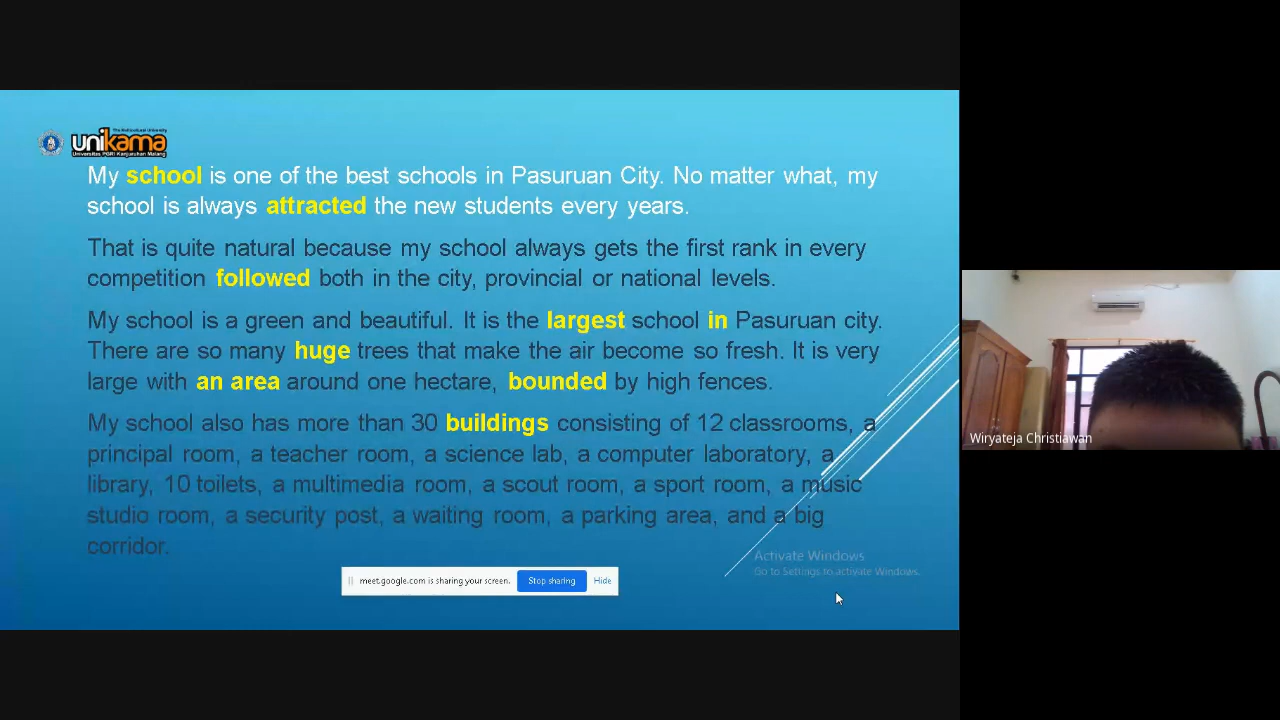 The Multicultural University
unikama
Universitas PGRI Kanjuruhan Malang
My school is one of the best schools in Pasuruan City. No matter what, my
school is always attracted the new students every years.
That is quite natural because my school always gets the first rank in every
competition followed both in the city, provincial or national levels.
My school is a green and beautiful. It is the largest school in Pasuruan city.
There are so many huge trees that make the air become so fresh. It is very
large with an area around one hectare, bounded by high fences.
My school also has more than 30 buildings consisting of 12 classrooms, a
principal room, a teacher room, a science lab, a computer laboratory, a
library, 10 toilets, a multimedia room, a scout room, a sport room, a music
studio room, a security post, a waiting room, a parking area, and a big
corridor.
Activate Windows
Go to Settings to activate Windows.
meet.google.com is sharing your screen.
Stop sharing
Hide
Wiryateja Christiawan